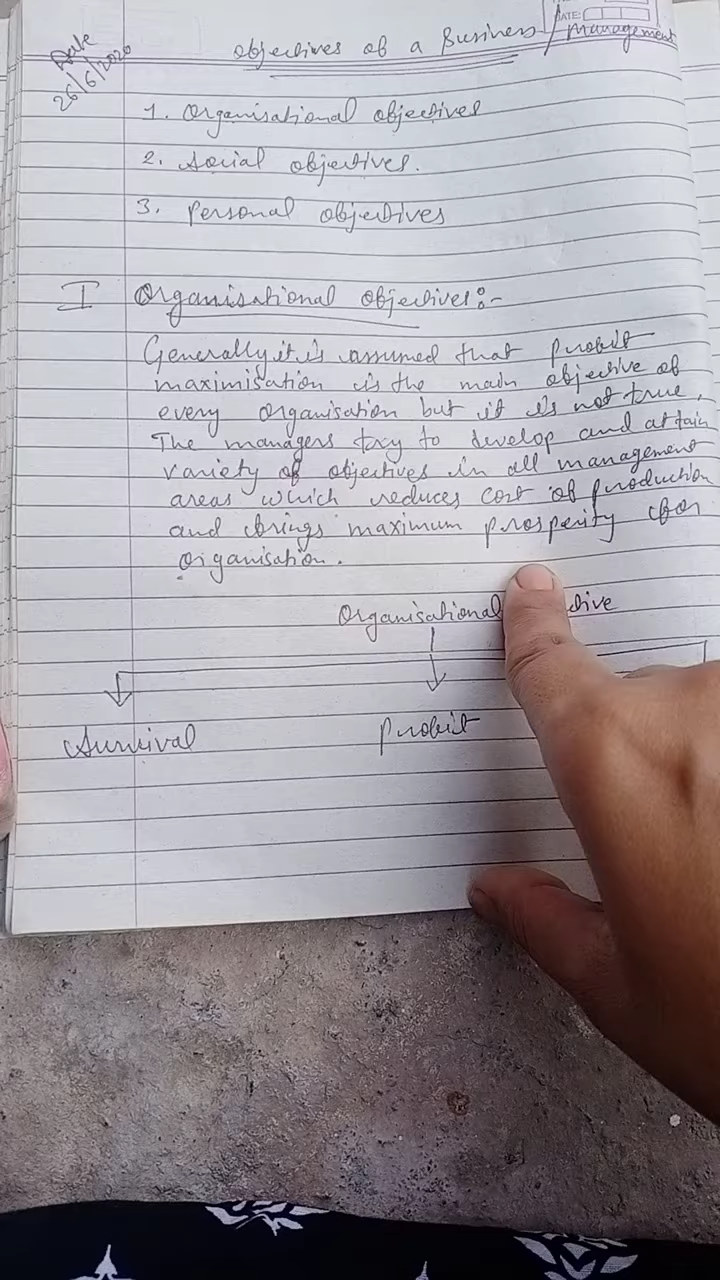 DATE:
Date
26/6/2020
Objectives of a Business / Management
1. Organisational objectives
2. Social objectives.
3. Personal objectives
I Organisational objectives:-
Generally it is assumed that profit
maximisation is the main objective of
every organisation but it is not true.
The managers try to develop and attain
variety of objectives in all management
areas which reduces cost of production
and brings maximum prosperity for
organisation.
Organisational
Survival Profit